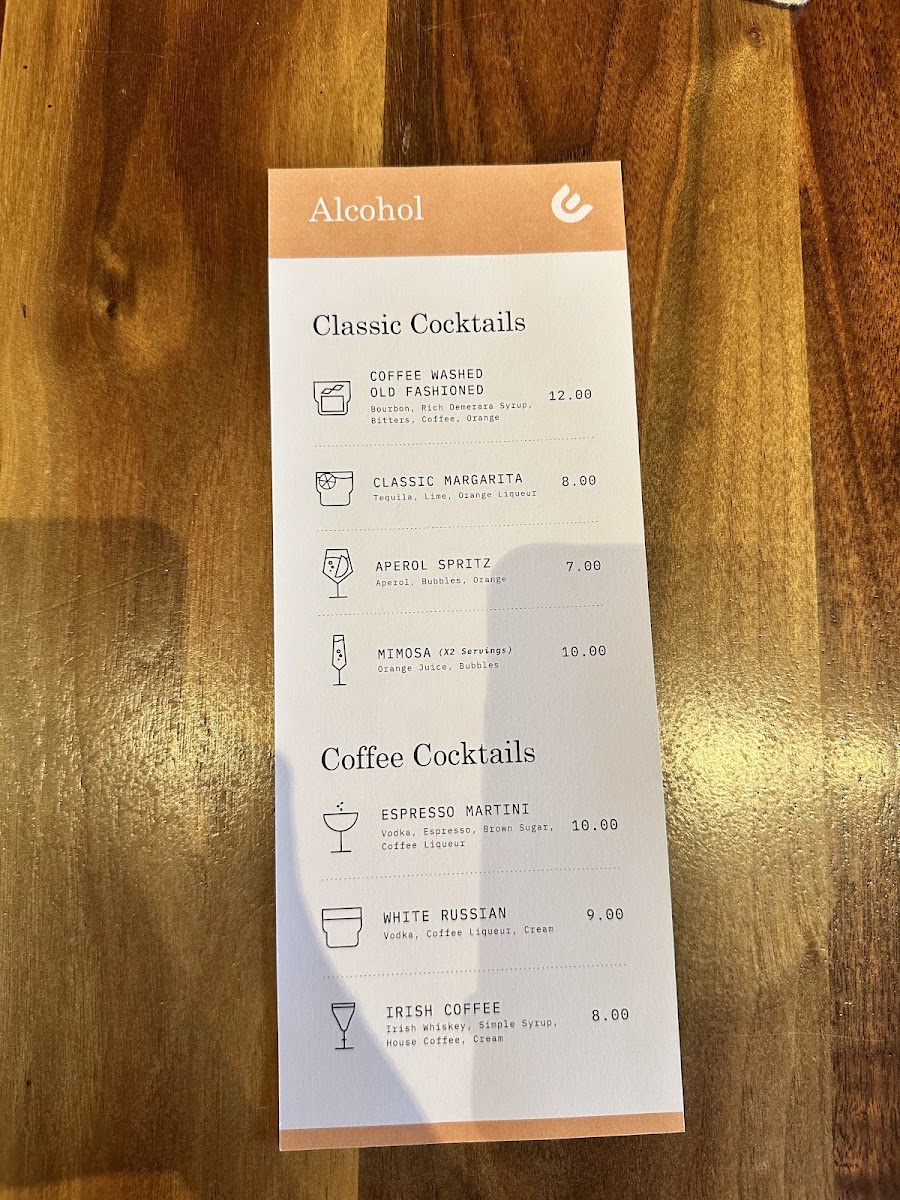 Alcohol
Classic Cocktails
COFFEE WASHED
OLD FASHIONED 12.00
Bourbon, Rich Demerara Syrup,
Bitters, Coffee, Orange
CLASSIC MARGARITA 8.00
Tequila, Lime, Orange Liqueur
APEROL SPRITZ 7.00
Aperol, Bubbles, Orange
MIMOSA (X2 Servings) 10.00
Orange Juice, Bubbles
Coffee Cocktails
ESPRESSO MARTINI 10.00
Vodka, Espresso, Brown Sugar,
Coffee Liqueur
WHITE RUSSIAN 9.00
Vodka, Coffee Liqueur, Cream
IRISH COFFEE 8.00
Irish Whiskey, Simple Syrup,
House Coffee, Cream